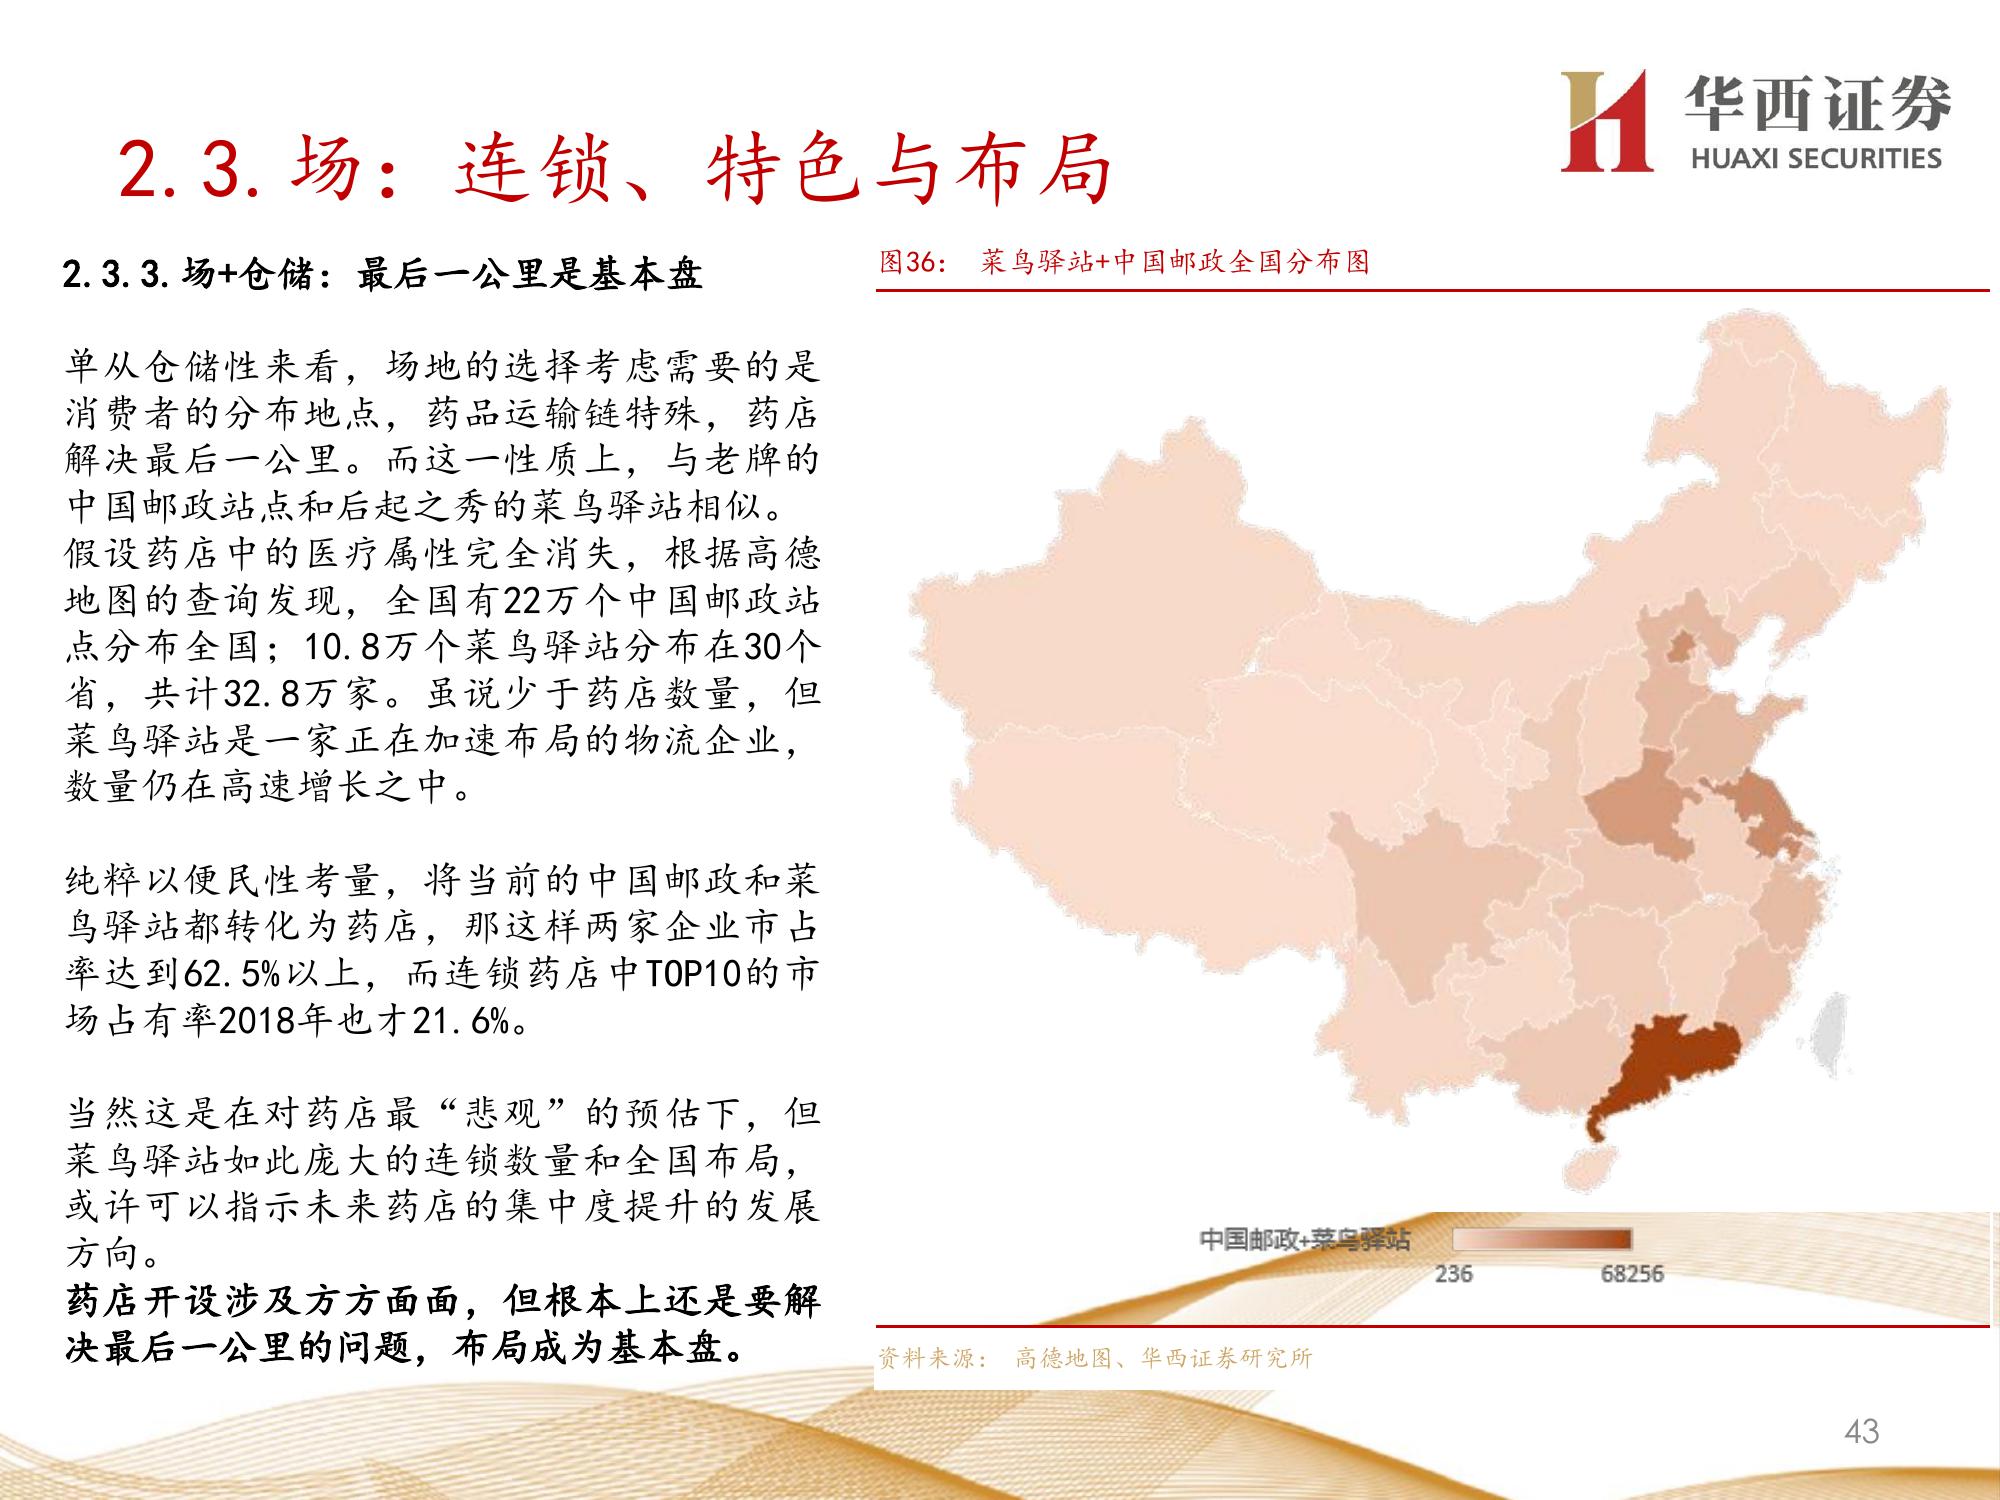 华西证券
HUAXI SECURITIES
2.3.场：连锁、特色与布局
2.3.3.场+仓储：最后一公里是基本盘
单从仓储性来看，场地的选择考虑需要的是
消费者的分布地点，药品运输链特殊，药店
解决最后一公里。而这一性质上，与老牌的
中国邮政站点和后起之秀的菜鸟驿站相似。
假设药店中的医疗属性完全消失，根据高德
地图的查询发现，全国有22万个中国邮政站
点分布全国；10.8万个菜鸟驿站分布在30个
省，共计32.8万家。虽说少于药店数量，但
菜鸟驿站是一家正在加速布局的物流企业，
数量仍在高速增长之中。
纯粹以便民性考量，将当前的中国邮政和菜
鸟驿站都转化为药店，那这样两家企业市占
率达到62.5%以上，而连锁药店中TOP10的市
场占有率2018年也才21.6%。
当然这是在对药店最“悲观”的预估下，但
菜鸟驿站如此庞大的连锁数量和全国布局，
或许可以指示未来药店的集中度提升的发展
方向。
药店开设涉及方方面面，但根本上还是要解
决最后一公里的问题，布局成为基本盘。
图36： 菜鸟驿站+中国邮政全国分布图
中国邮政+菜鸟驿站
236 68256
资料来源： 高德地图、华西证券研究所
43